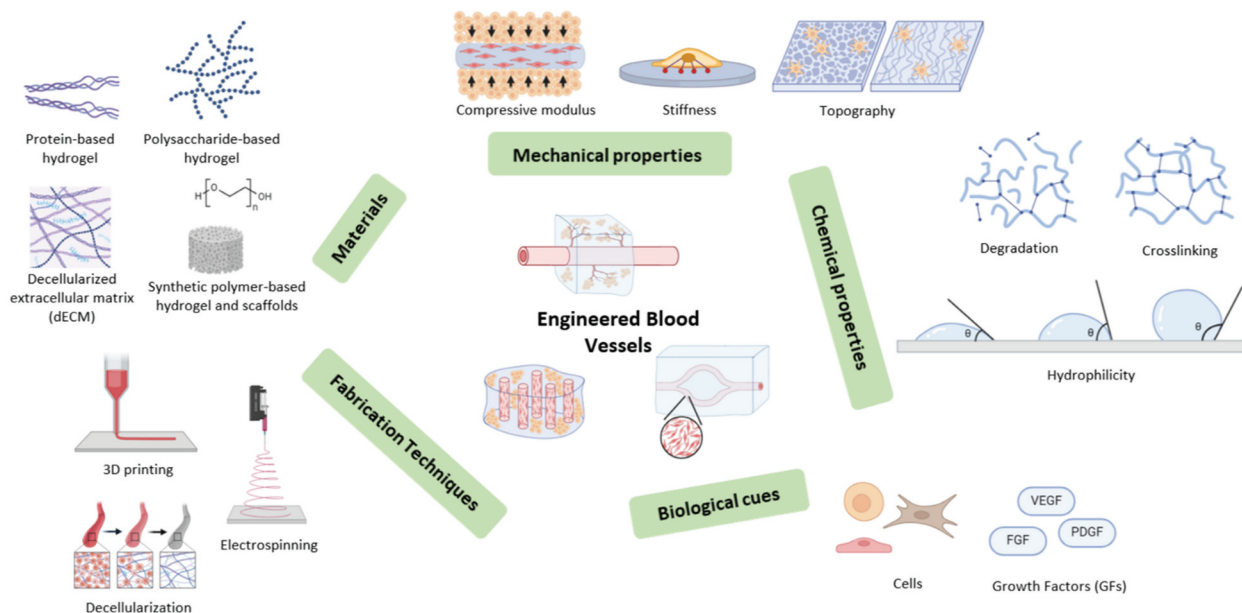 Compressive modulus
Stiffness
Topography
Mechanical properties
Protein-based
hydrogel
Polysaccharide-based
hydrogel
H
O
OH
n
Decellularized
extracellular matrix
(dECM)
Synthetic polymer-based
hydrogel and scaffolds
Materials
Chemical properties
Degradation
Crosslinking
θ
θ
θ
Hydrophilicity
Engineered Blood
Vessels
Fabrication Techniques
3D printing
Electrospinning
Decellularization
Biological cues
Cells
VEGF
FGF
PDGF
Growth Factors (GFs)